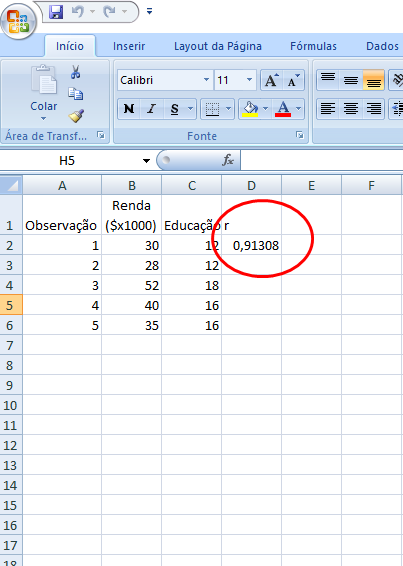 Início Inserir Layout da Página Fórmulas Dados
Colar
Calibri 11 A A
N I S A
Área de Transf... Fonte
H5 fx
A B C D E F
Renda
1 Observação ($x1000) Educação r
2 1 30 12 0,91308
3 2 28 12
4 3 52 18
5 4 40 16
6 5 35 16
7
8
9
10
11
12
13
14
15
16
17
18